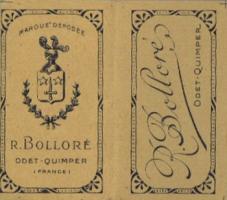 MARQUE DÉPOSÉE
R. BOLLORÉ
ODET-QUIMPER
(FRANCE)
R. Bolloré
ODET-QUIMPER